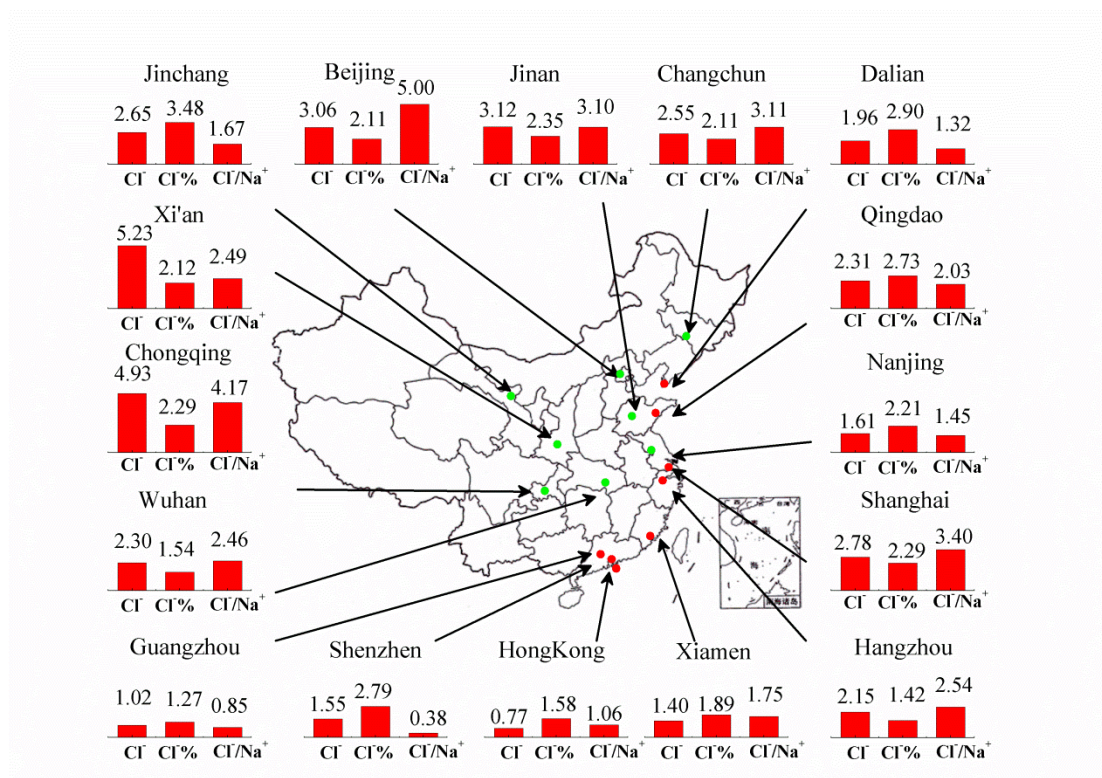 Jinchang
2.65 3.48 1.67
Cl⁻ Cl⁻% Cl⁻/Na⁺
Beijing
3.06 2.11 5.00
Cl⁻ Cl⁻% Cl⁻/Na⁺
Jinan
3.12 2.35 3.10
Cl⁻ Cl⁻% Cl⁻/Na⁺
Changchun
2.55 2.11 3.11
Cl⁻ Cl⁻% Cl⁻/Na⁺
Dalian
1.96 2.90 1.32
Cl⁻ Cl⁻% Cl⁻/Na⁺
Xi'an
5.23 2.12 2.49
Cl⁻ Cl⁻% Cl⁻/Na⁺
Qingdao
2.31 2.73 2.03
Cl⁻ Cl⁻% Cl⁻/Na⁺
Chongqing
4.93 2.29 4.17
Cl⁻ Cl⁻% Cl⁻/Na⁺
Nanjing
1.61 2.21 1.45
Cl⁻ Cl⁻% Cl⁻/Na⁺
Wuhan
2.30 1.54 2.46
Cl⁻ Cl⁻% Cl⁻/Na⁺
南海诸岛
Shanghai
2.78 2.29 3.40
Cl⁻ Cl⁻% Cl⁻/Na⁺
Guangzhou
1.02 1.27 0.85
Cl⁻ Cl⁻% Cl⁻/Na⁺
Shenzhen
1.55 2.79 0.38
Cl⁻ Cl⁻% Cl⁻/Na⁺
HongKong
0.77 1.58 1.06
Cl⁻ Cl⁻% Cl⁻/Na⁺
Xiamen
1.40 1.89 1.75
Cl⁻ Cl⁻% Cl⁻/Na⁺
Hangzhou
2.15 1.42 2.54
Cl⁻ Cl⁻% Cl⁻/Na⁺